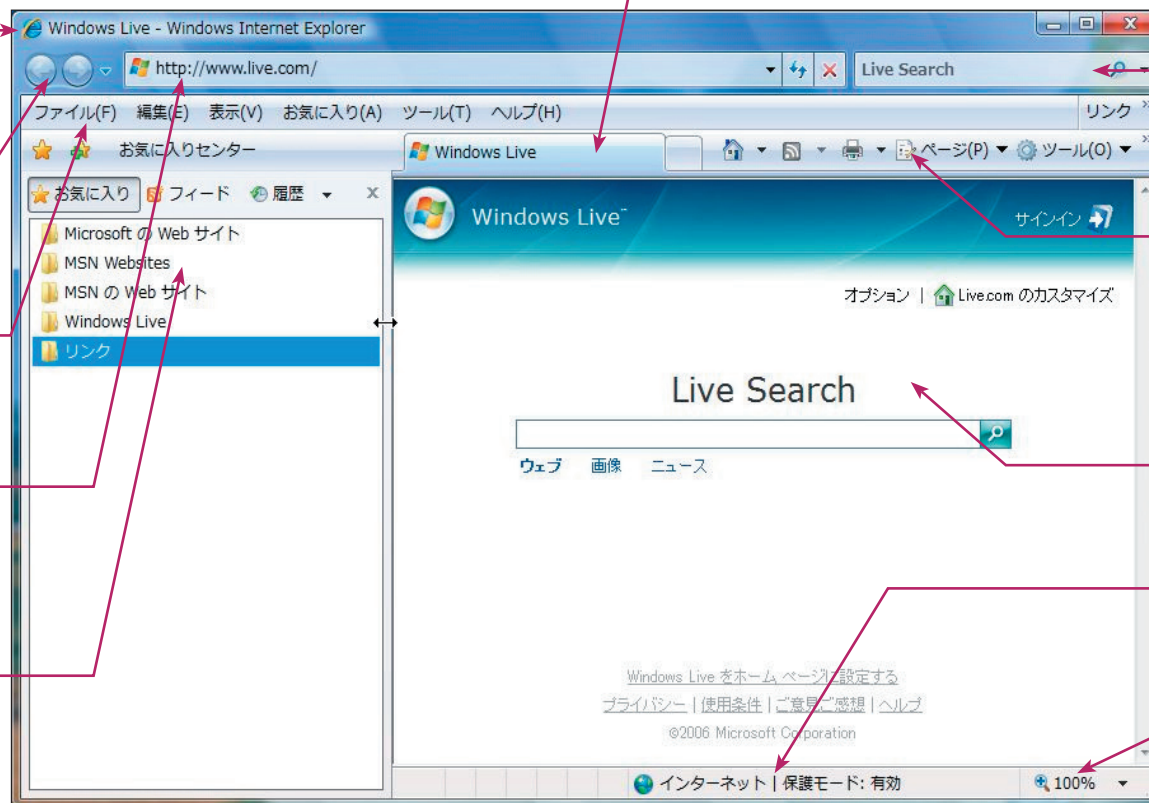 Windows Live - Windows Internet Explorer
http://www.live.com/
Live Search
ファイル(F) 編集(E) 表示(V) お気に入り(A) ツール(T) ヘルプ(H)
リンク
お気に入りセンター
Windows Live
ページ(P) ツール(O)
お気に入り フィード 履歴
Microsoft の Web サイト
MSN Websites
MSN の Web サイト
Windows Live
リンク
Windows Live™
サインイン
オプション | Live.com のカスタマイズ
Live Search
ウェブ 画像 ニュース
Windows Live をホーム ページに設定する
プライバシー | 使用条件 | ご意見ご感想 | ヘルプ
©2006 Microsoft Corporation
インターネット | 保護モード: 有効
100%